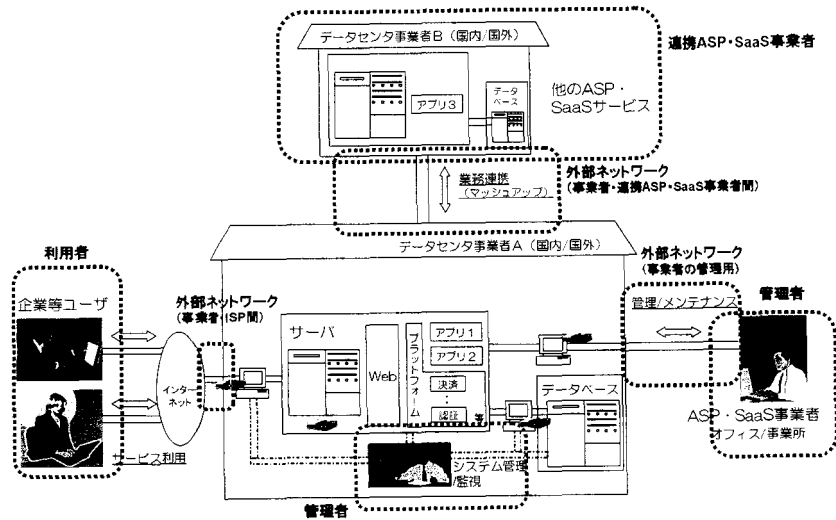 データセンタ事業者B(国内/国外)
連携ASP・SaaS事業者
アプリ3
データ
ベース
他のASP・
SaaSサービス
業務連携
(マッシュアップ)
外部ネットワーク
(事業者・連携ASP・SaaS事業者間)
データセンタ事業者A(国内/国外)
利用者
企業等ユーザ
外部ネットワーク
(事業者・ISP間)
外部ネットワーク
(事業者の管理用)
管理/メンテナンス
管理者
サーバ
Web
プラットフォーム
アプリ1
アプリ2
決済
:
認証
等
インター
ネット
データベース
ASP・SaaS事業者
オフィス/事業所
サービス利用
システム管理
/監視
管理者